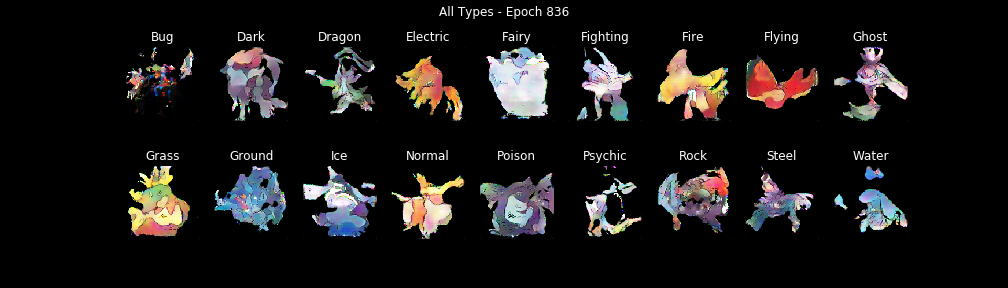 All Types - Epoch 836
Bug Dark Dragon Electric Fairy Fighting Fire Flying Ghost
Grass Ground Ice Normal Poison Psychic Rock Steel Water